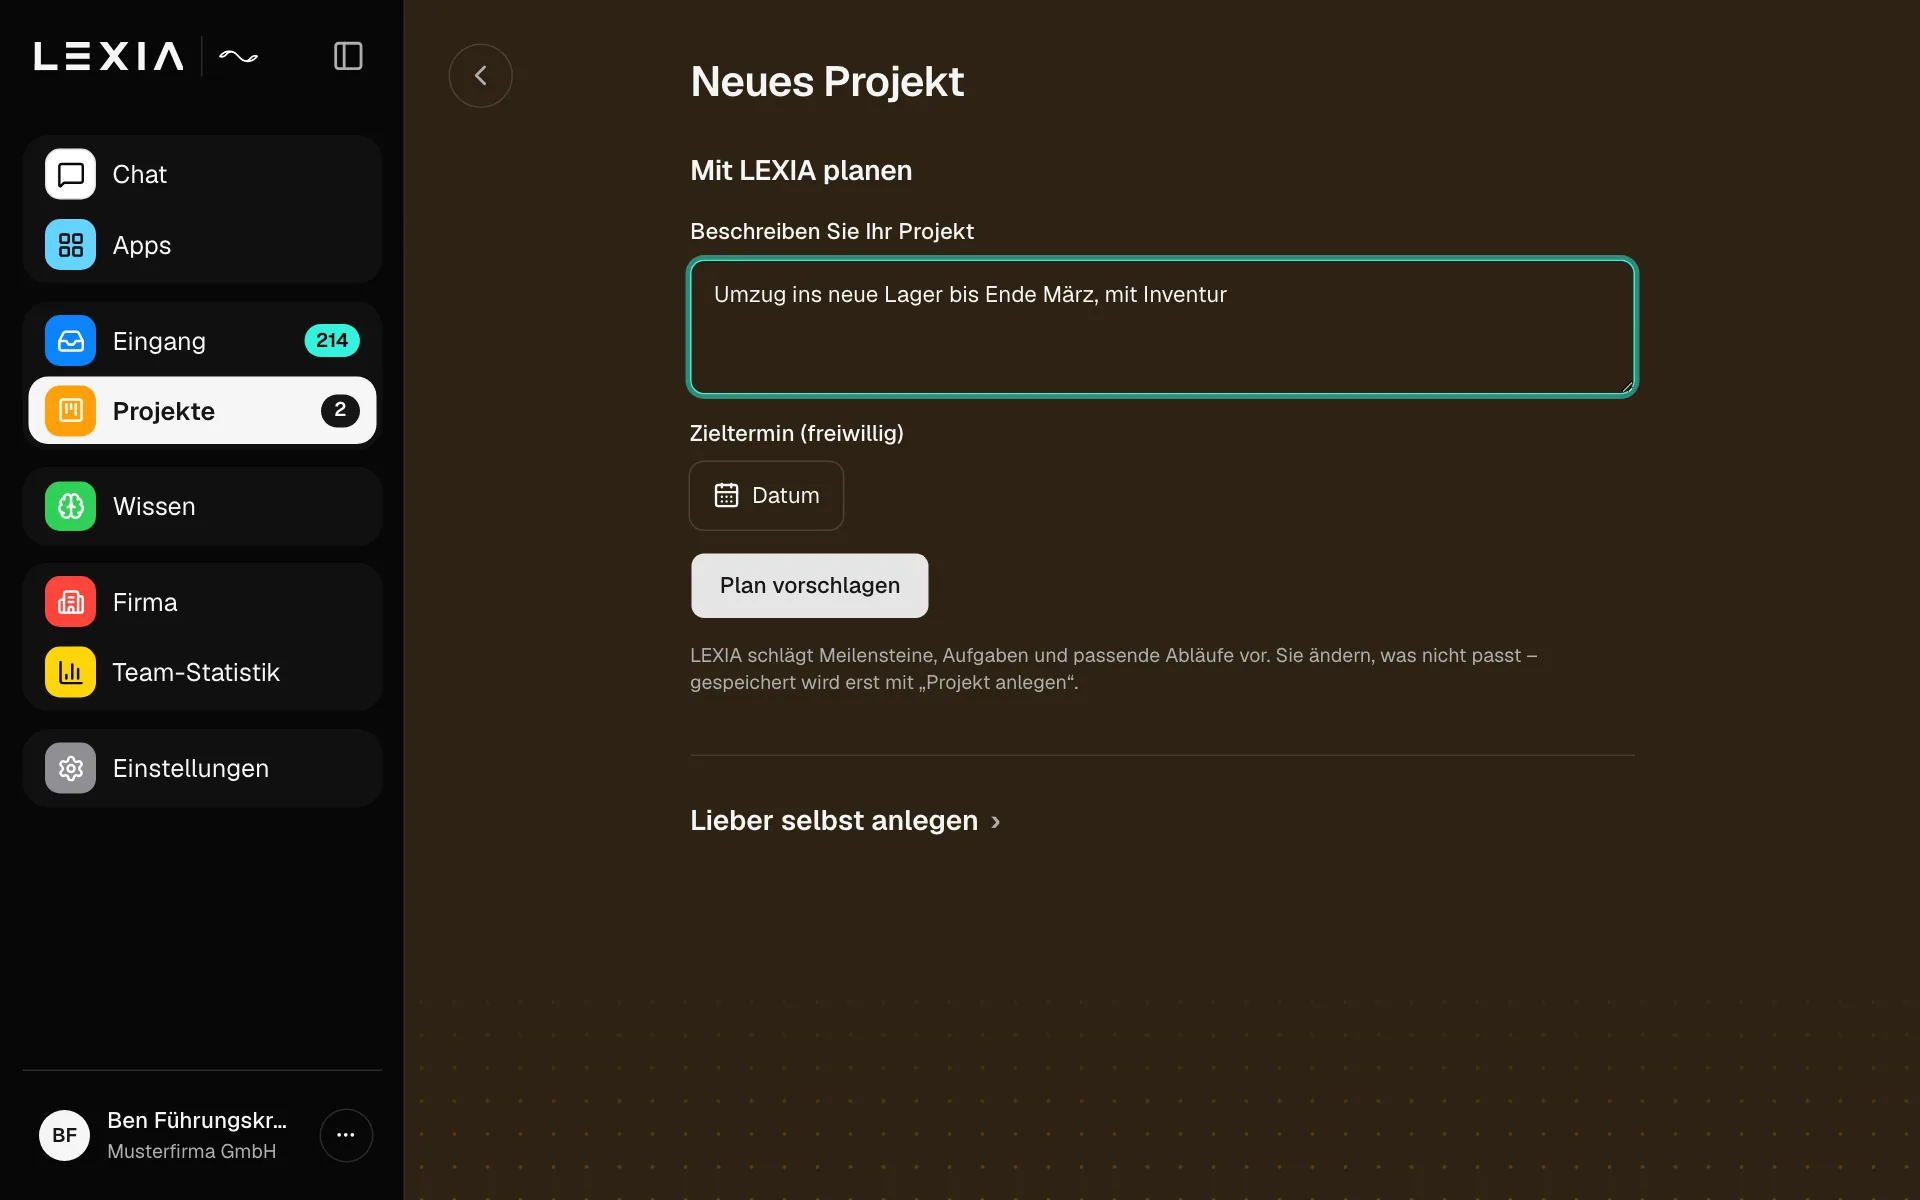 LEXIA
Chat
Apps
Eingang 214
Projekte 2
Wissen
Firma
Team-Statistik
Einstellungen
BF
Ben Führungskr...
Musterfirma GmbH
Neues Projekt
Mit LEXIA planen
Beschreiben Sie Ihr Projekt
Umzug ins neue Lager bis Ende März, mit Inventur
Zieltermin (freiwillig)
Datum
Plan vorschlagen
LEXIA schlägt Meilensteine, Aufgaben und passende Abläufe vor. Sie ändern, was nicht passt –
gespeichert wird erst mit „Projekt anlegen“.
Lieber selbst anlegen ›